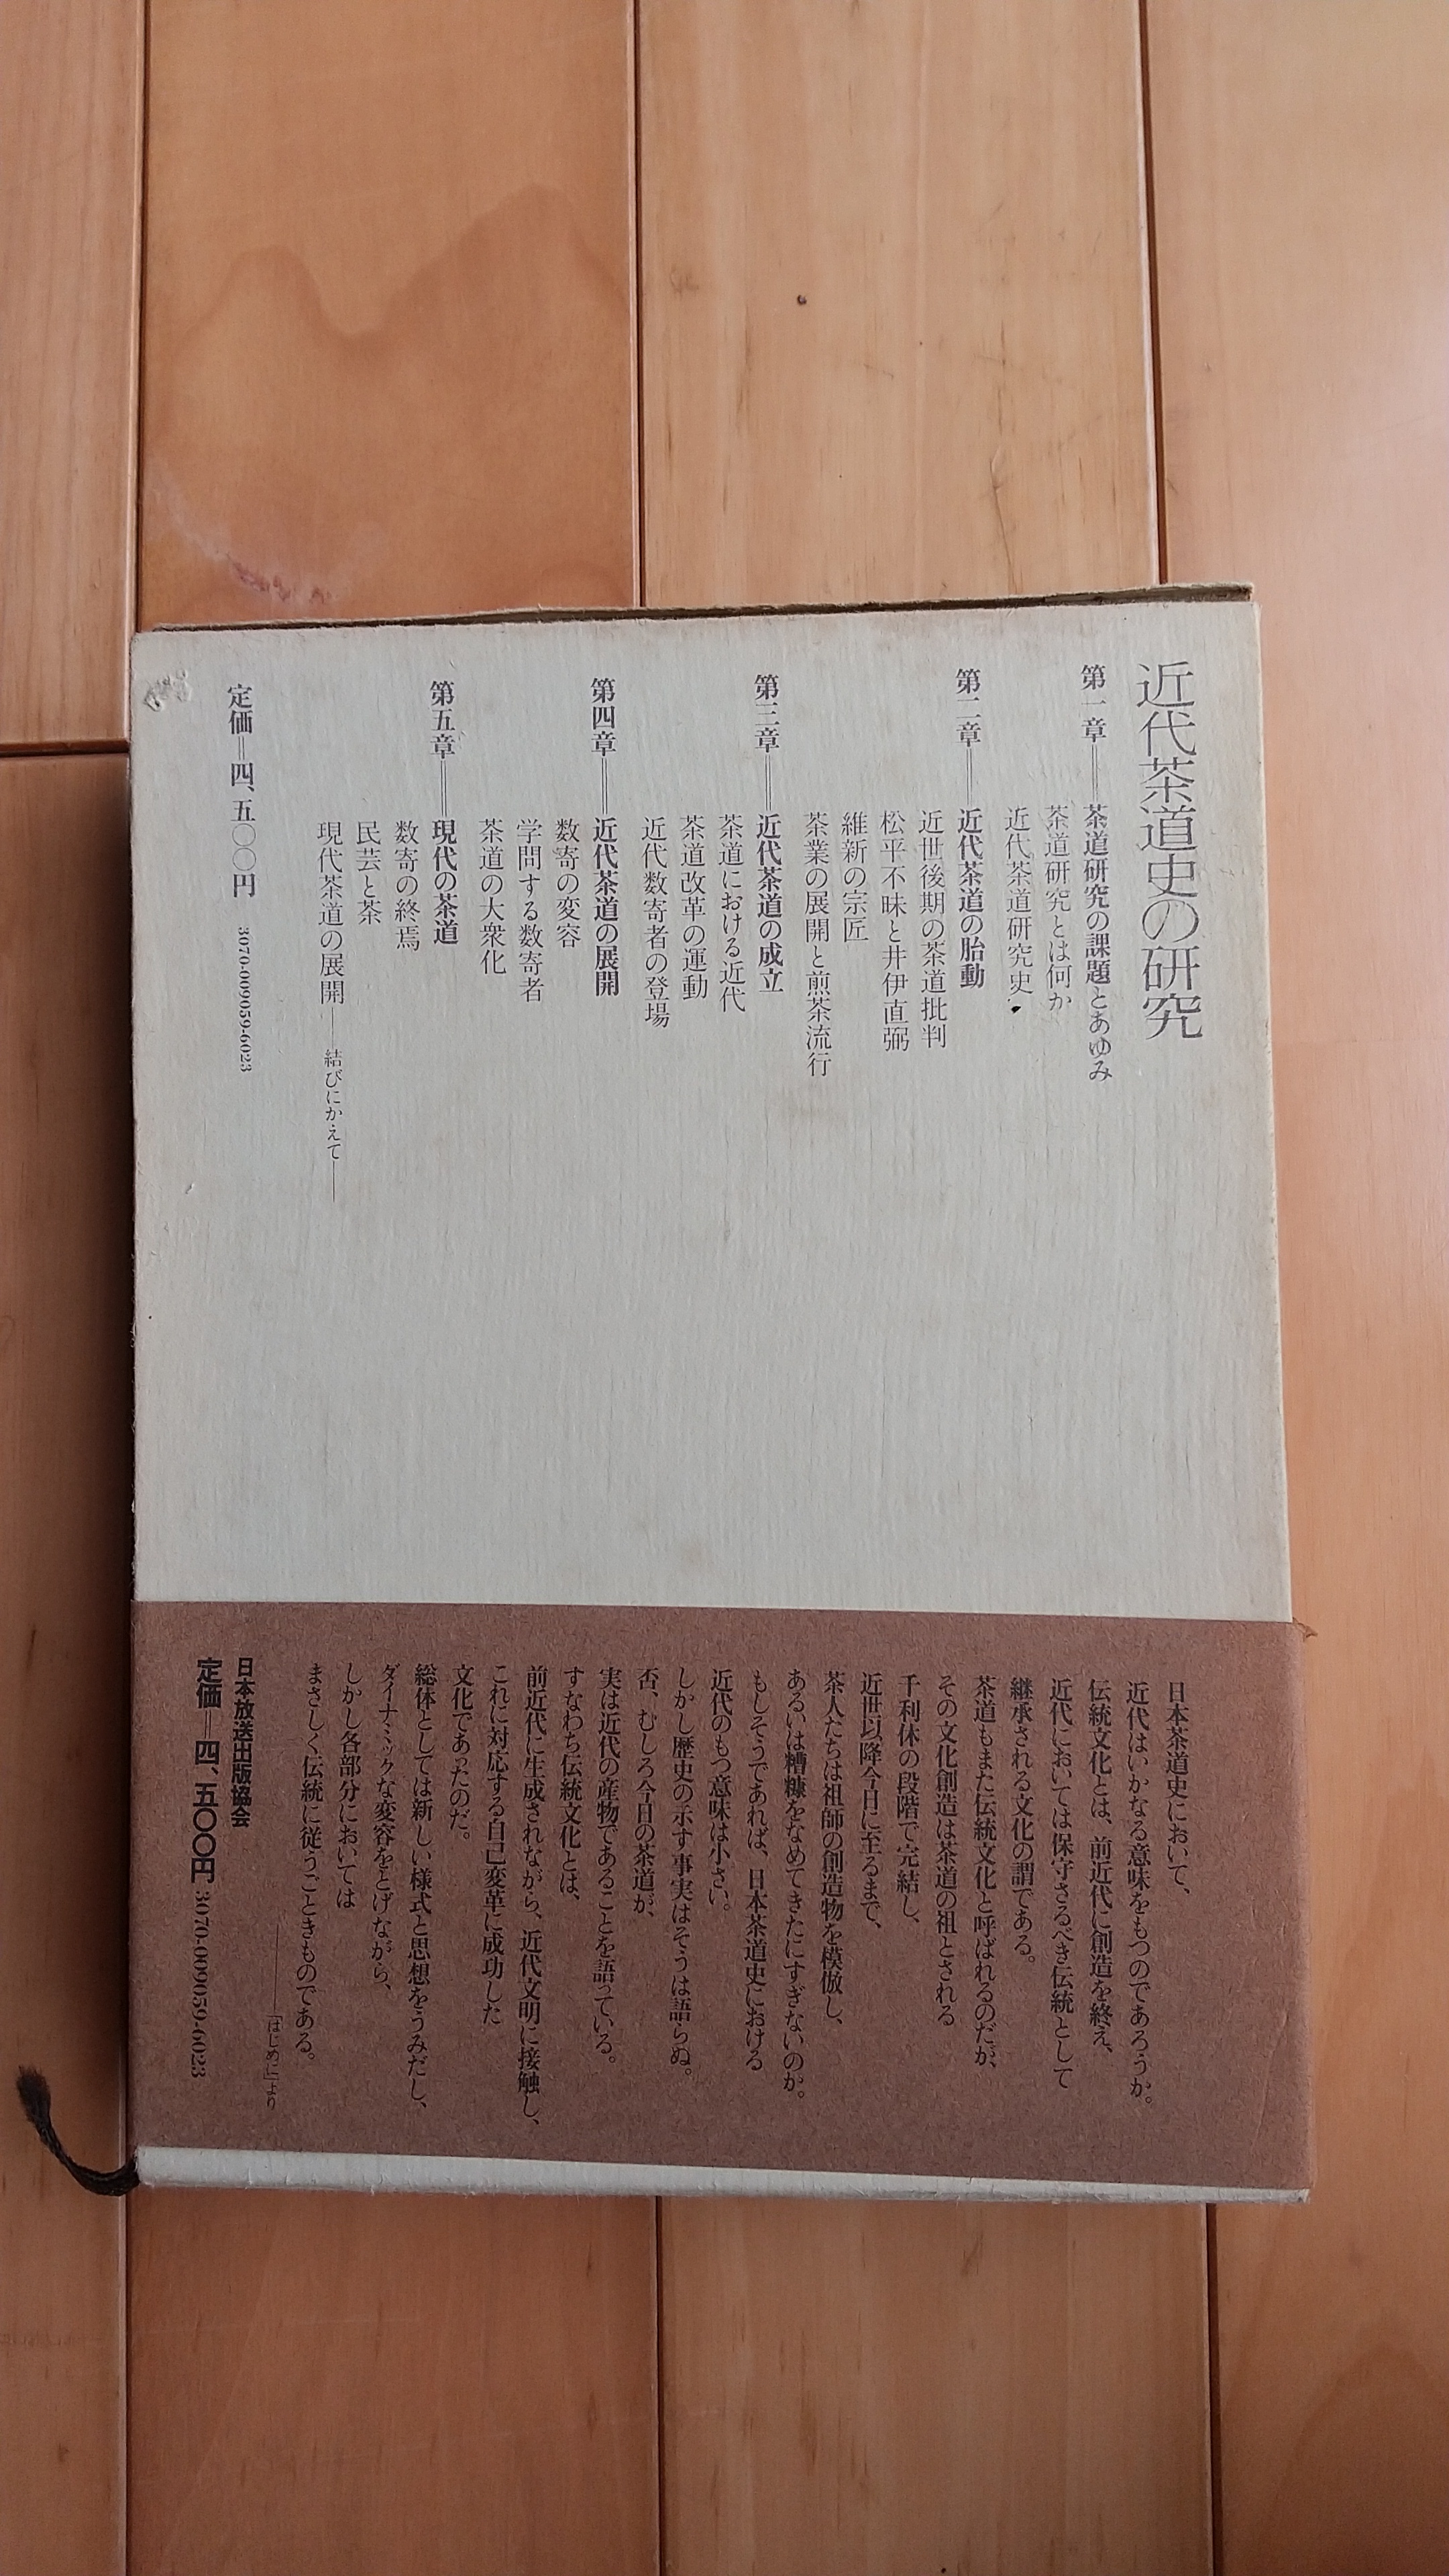 近代茶道史の研究
第一章＝茶道研究の課題とあゆみ
茶道研究とは何か
近代茶道研究史
第二章＝近代茶道の胎動
近世後期の茶道批判
松平不昧と井伊直弼
維新の宗匠
茶業の展開と煎茶流行
第三章＝近代茶道の成立
茶道における近代
茶道改革の運動
近代数寄者の登場
第四章＝近代茶道の展開
数寄の変容
学問する数寄者
茶道の大衆化
第五章＝現代の茶道
数寄の終焉
民芸と茶
現代茶道の展開――結びにかえて――
定価＝四、五〇〇円 3070-009059-6023
日本茶道史において、
近代はいかなる意味をもつのであろうか。
伝統文化とは、前近代に創造を終え、
近代においては保守さるべき伝統として
継承される文化の謂である。
茶道もまた伝統文化と呼ばれるのだが、
その文化創造は茶道の祖とされる
千利休の段階で完結し、
近世以降今日に至るまで、
茶人たちは祖師の創造物を模倣し、
あるいは糟糠をなめてきたにすぎないのか。
もしそうであれば、日本茶道史における
近代のもつ意味は小さい。
しかし歴史の示す事実はそうは語らぬ。
否、むしろ今日の茶道が、
実は近代の産物であることを語っている。
すなわち伝統文化とは、
前近代に生成されながら、近代文明に接触し、
これに対応する自己変革に成功した
文化であったのだ。
総体としては新しい様式と思想をうみだし、
ダイナミックな変容をとげながら、
しかし各部分においては
まさしく伝統に従うごときものである。
――「はじめに」より
日本放送出版協会
定価＝四、五〇〇円 3070-009059-6023